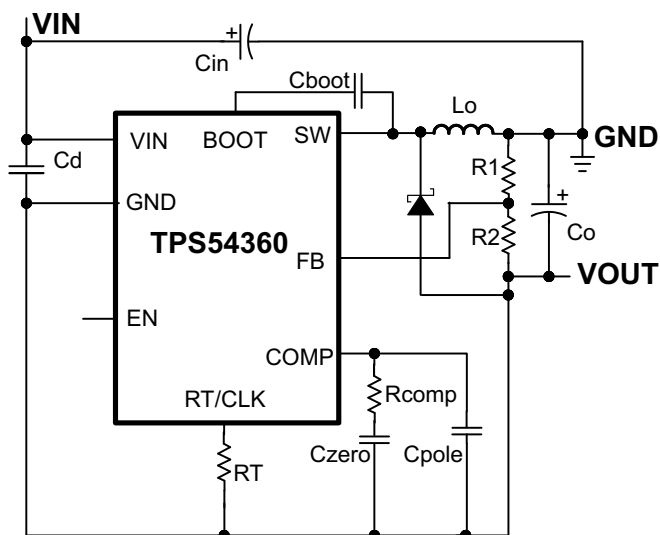 VIN
Cin
Cboot
Lo
VIN
BOOT
SW
GND
Cd
R1
GND
TPS54360
R2
Co
FB
VOUT
EN
COMP
RT/CLK
Rcomp
RT
Czero
Cpole